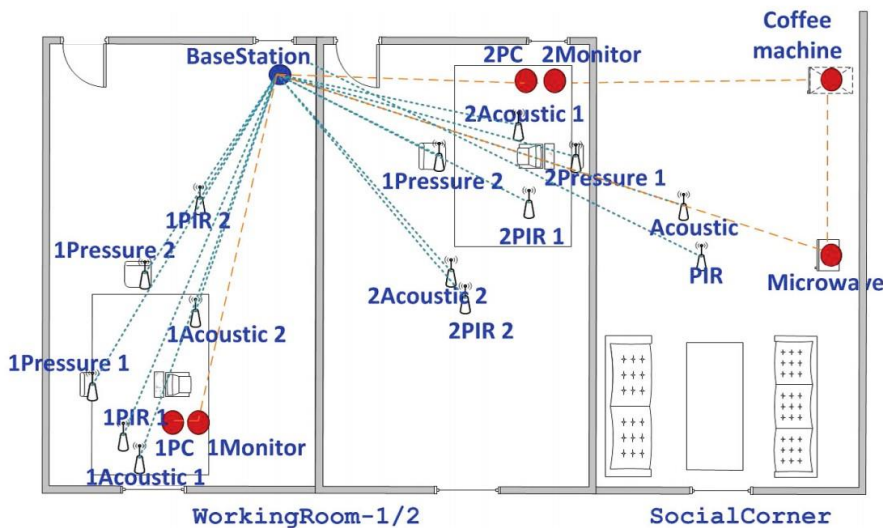 Coffee
machine
BaseStation
2PC 2Monitor
2Acoustic 1
1Pressure 2
2Pressure 1
1PIR 2
2PIR 1
Acoustic
1Pressure 2
PIR
Microwave
2Acoustic 2
1Acoustic 2
2PIR 2
1Pressure 1
1PIR 1
1PC 1Monitor
1Acoustic 1
WorkingRoom-1/2
SocialCorner